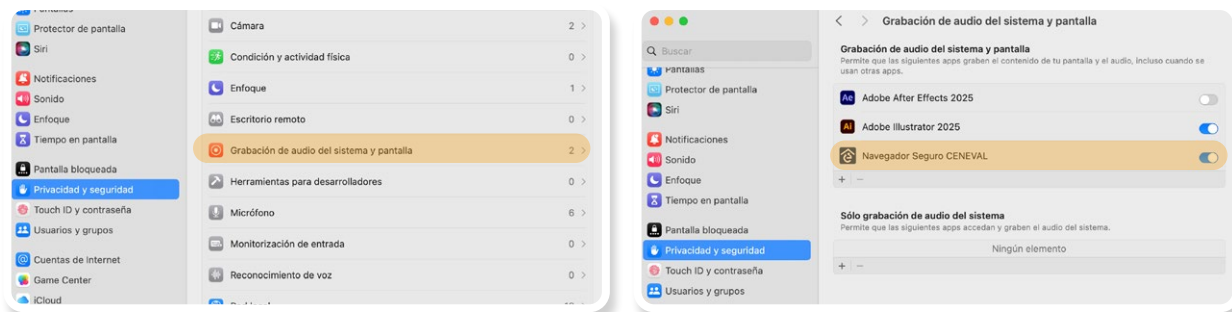 Protector de pantalla
Siri
Notificaciones
Sonido
Enfoque
Tiempo en pantalla
Pantalla bloqueada
Privacidad y seguridad
Touch ID y contraseña
Usuarios y grupos
Cuentas de Internet
Game Center
iCloud
Cámara 2
Condición y actividad física 0
Enfoque 1
Escritorio remoto 0
Grabación de audio del sistema y pantalla 2
Herramientas para desarrolladores 0
Micrófono 6
Monitorización de entrada 0
Reconocimiento de voz 0
Buscar
Pantallas
Protector de pantalla
Siri
Notificaciones
Sonido
Enfoque
Tiempo en pantalla
Pantalla bloqueada
Privacidad y seguridad
Touch ID y contraseña
Usuarios y grupos
Grabación de audio del sistema y pantalla
Grabación de audio del sistema y pantalla
Permite que las siguientes apps graben el contenido de tu pantalla y el audio, incluso cuando se
usan otras apps.
Ae Adobe After Effects 2025
Ai Adobe Illustrator 2025
Navegador Seguro CENEVAL
+ −
Sólo grabación de audio del sistema
Permite que las siguientes apps accedan y graben el audio del sistema.
Ningún elemento
+ −